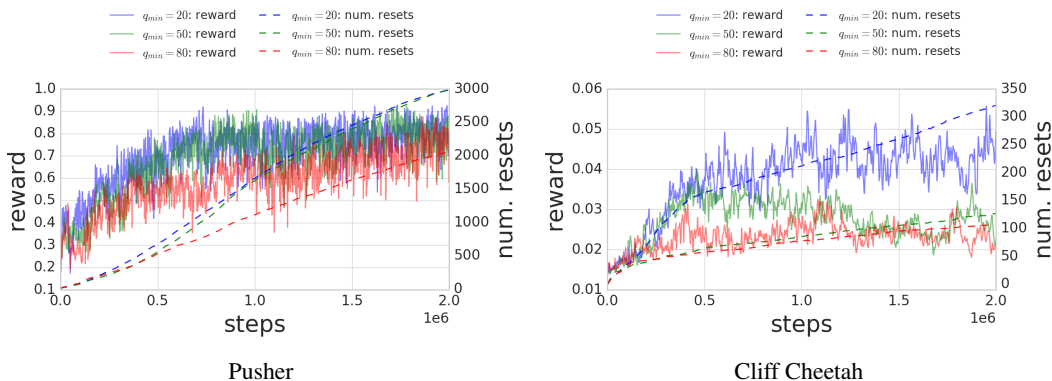 q_min = 20: reward
q_min = 50: reward
q_min = 80: reward
q_min = 20: num. resets
q_min = 50: num. resets
q_min = 80: num. resets
1.0
0.9
0.8
0.7
0.6
0.5
0.4
0.3
0.2
0.1
reward
3000
2500
2000
1500
1000
500
0
num. resets
0.0 0.5 1.0 1.5 2.0
1e6
steps
Pusher
q_min = 20: reward
q_min = 50: reward
q_min = 80: reward
q_min = 20: num. resets
q_min = 50: num. resets
q_min = 80: num. resets
0.06
0.05
0.04
0.03
0.02
0.01
reward
350
300
250
200
150
100
50
0
num. resets
0.0 0.5 1.0 1.5 2.0
1e6
steps
Cliff Cheetah